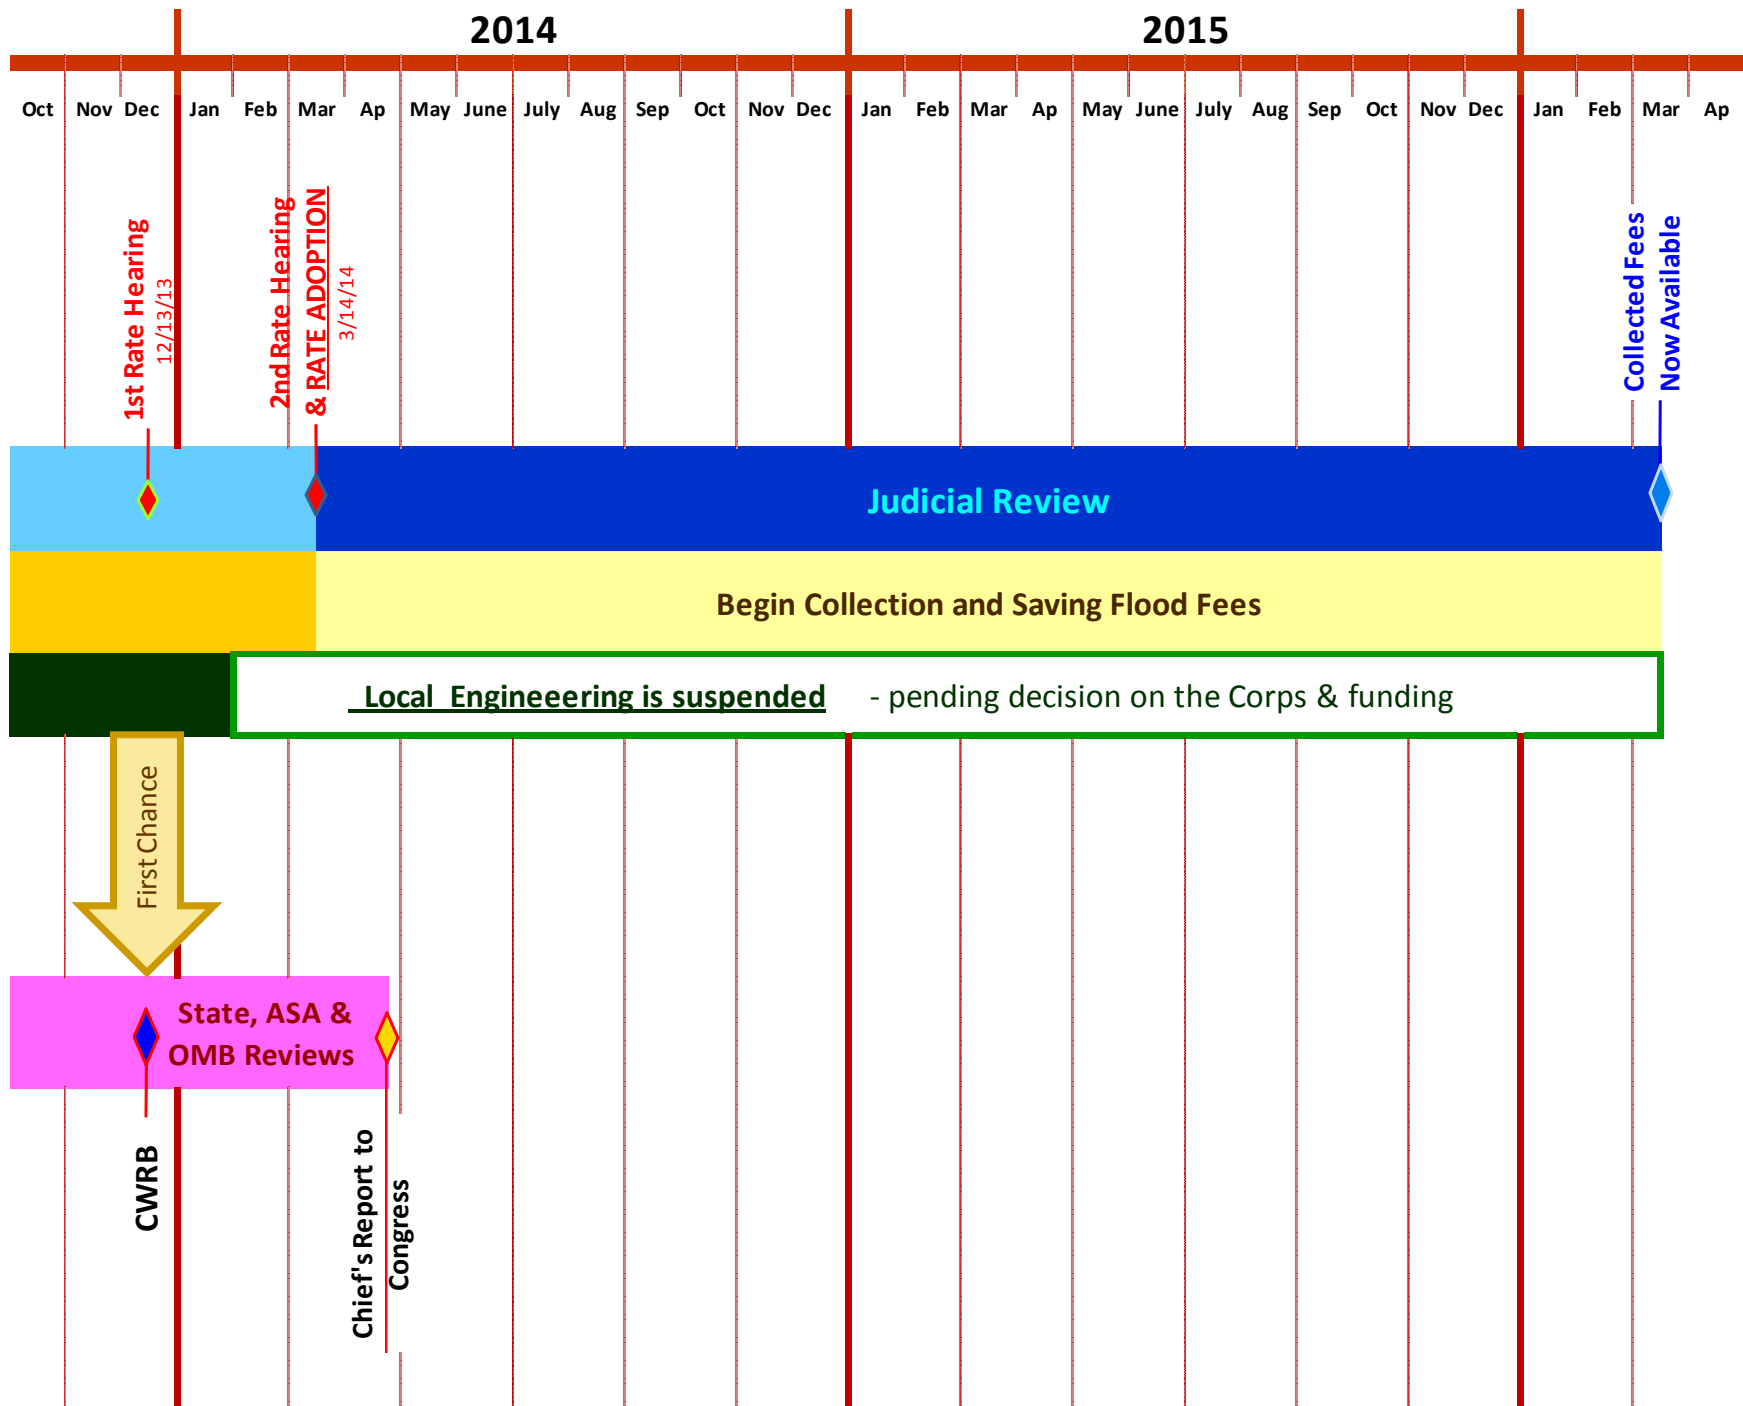 2014 2015
Oct Nov Dec Jan Feb Mar Ap May June July Aug Sep Oct Nov Dec Jan Feb Mar Ap May June July Aug Sep Oct Nov Dec Jan Feb Mar Ap
1st Rate Hearing
12/13/13
2nd Rate Hearing
& RATE ADOPTION
3/14/14
Collected Fees
Now Available
Judicial Review
Begin Collection and Saving Flood Fees
Local Engineeering is suspended - pending decision on the Corps & funding
First Chance
State, ASA &
OMB Reviews
CWRB
Chief's Report to
Congress